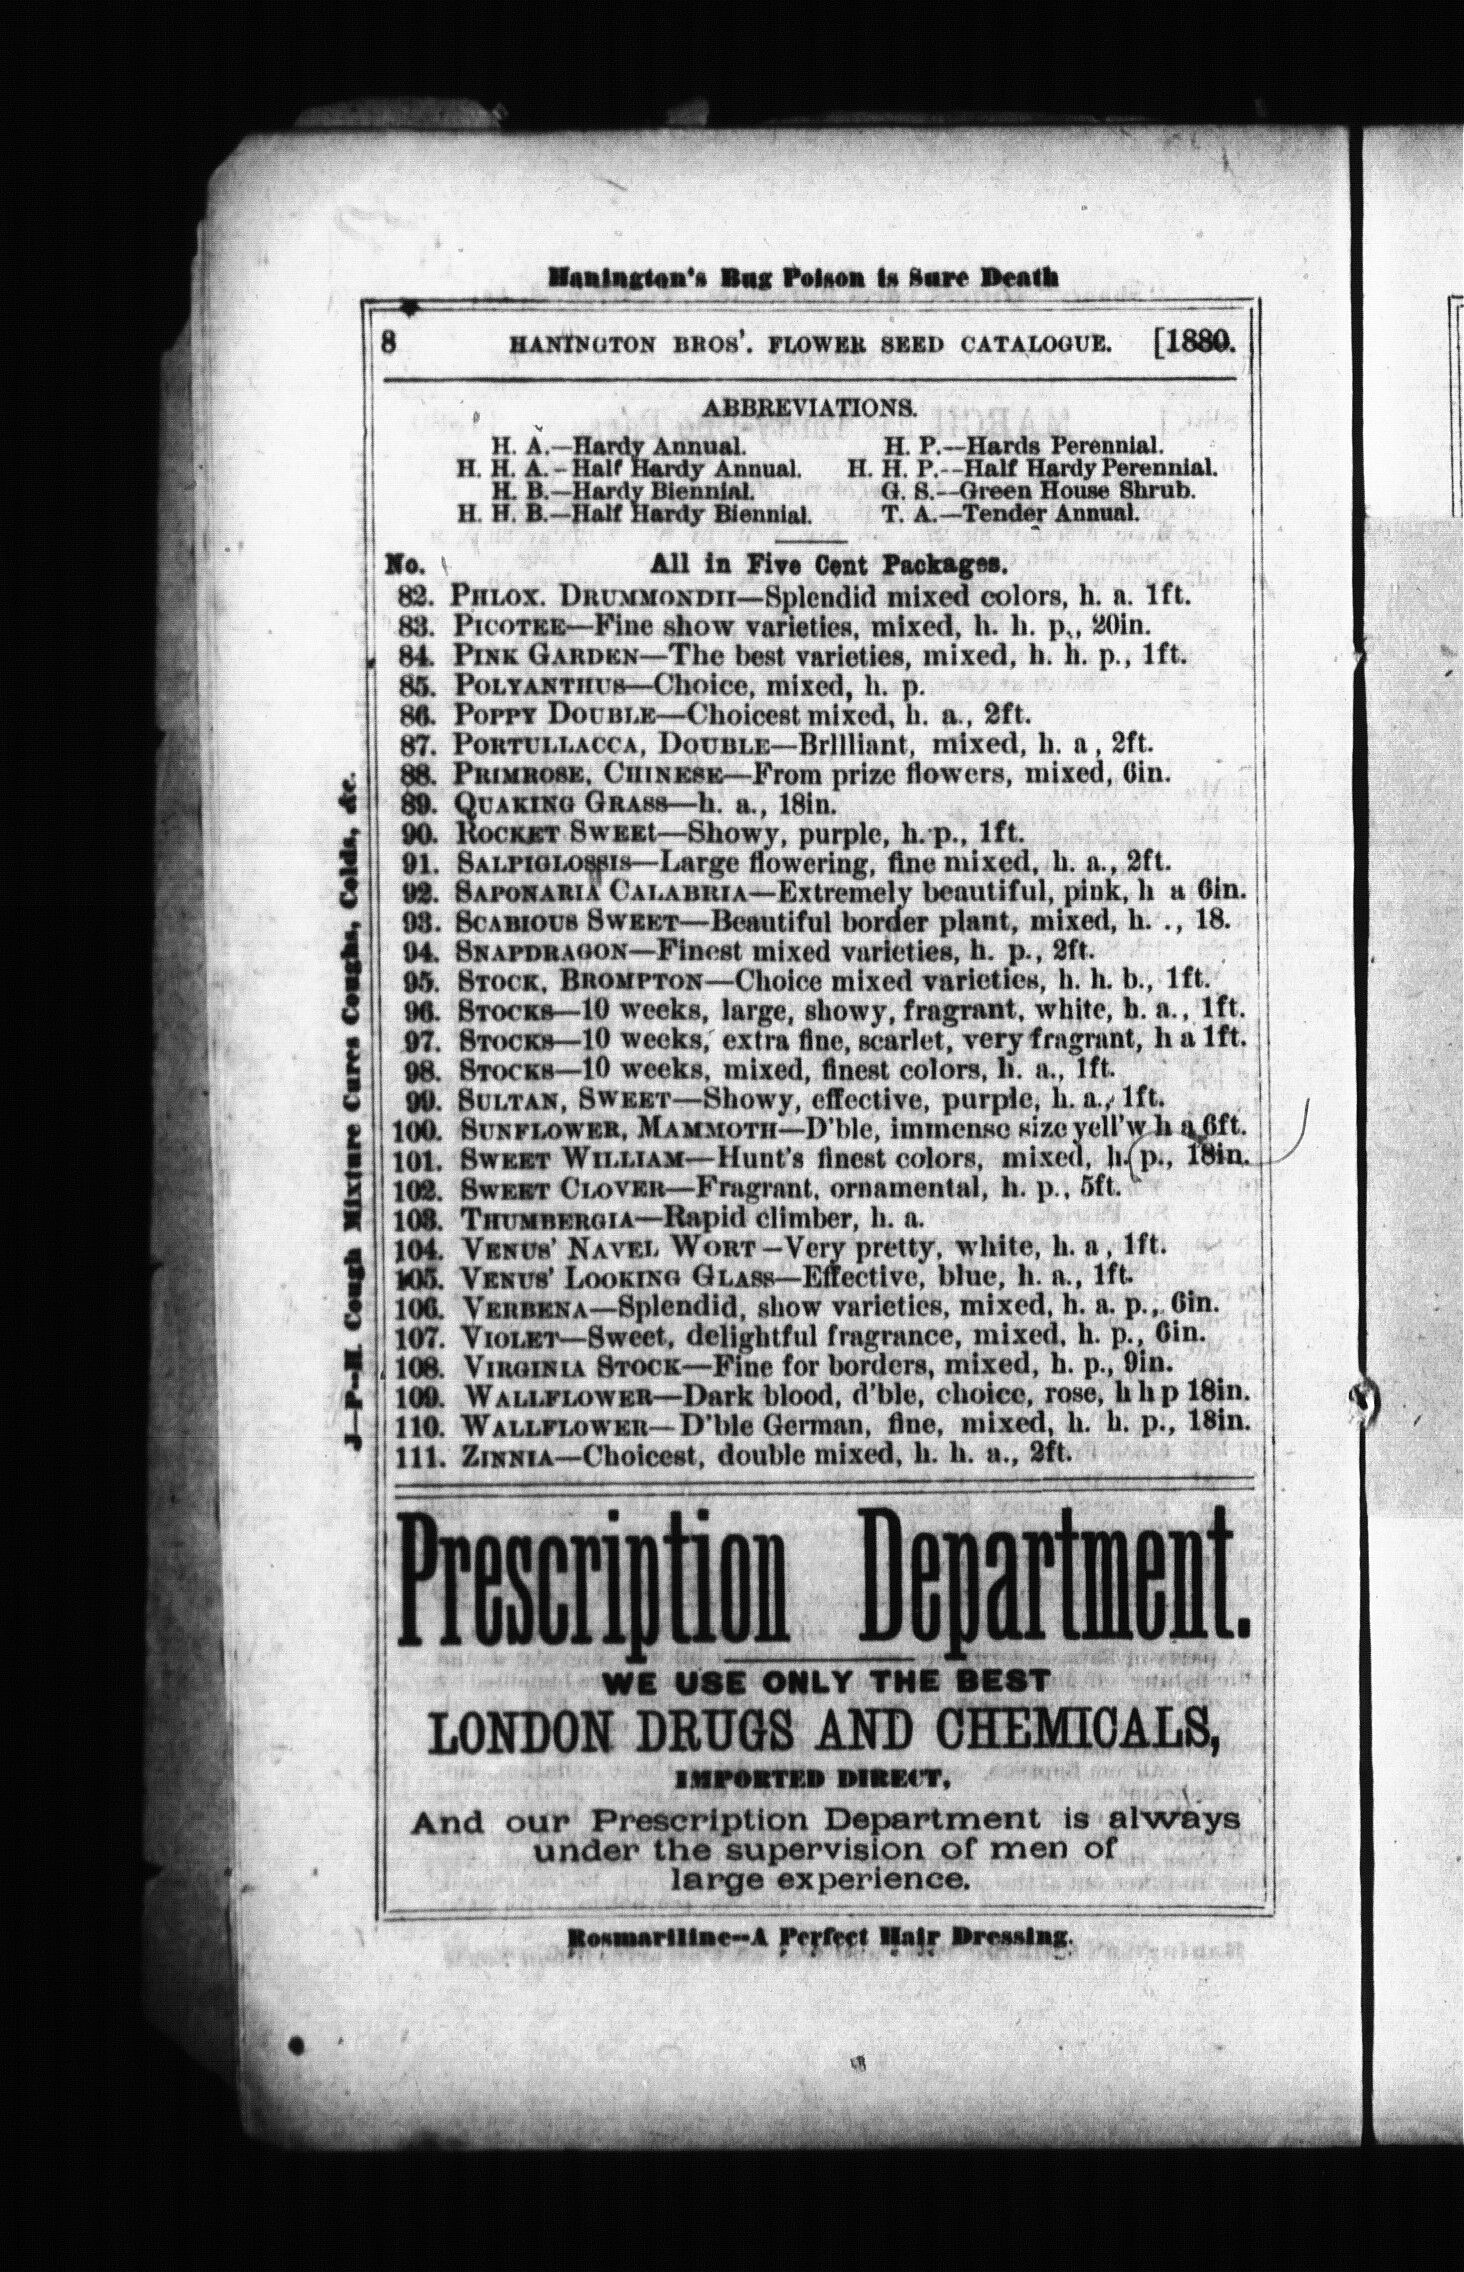 Hanington's Bug Poison is Sure Death
8 HANINGTON BROS'. FLOWER SEED CATALOGUE. [1880.
ABBREVIATIONS.
H. A.—Hardy Annual. H. P.—Hards Perennial.
H. H. A.-Half Hardy Annual. H. H. P.--Half Hardy Perennial.
H. B.—Hardy Biennial. G. S.--Green House Shrub.
H. H. B.—Half Hardy Biennial. T. A.—Tender Annual.
No. All in Five Cent Packages.
82. PHLOX. DRUMMONDII—Splendid mixed colors, h. a. 1ft.
83. PICOTEE—Fine show varieties, mixed, h. h. p., 20in.
84. PINK GARDEN—The best varieties, mixed, h. h. p., 1ft.
85. POLYANTHUS—Choice, mixed, h. p.
86. POPPY DOUBLE—Choicest mixed, h. a., 2ft.
87. PORTULLACCA, DOUBLE—Brllliant, mixed, h. a , 2ft.
88. PRIMROSE, CHINESE—From prize flowers, mixed, 6in.
89. QUAKING GRASS—h. a., 18in.
90. ROCKET SWEEt—Showy, purple, h. p., 1ft.
91. SALPIGLOSSIS—Large flowering, fine mixed, h. a., 2ft.
92. SAPONARIA CALABRIA—Extremely beautiful, pink, h a 6in.
93. SCABIOUS SWEET—Beautiful border plant, mixed, h. ., 18.
94. SNAPDRAGON—Finest mixed varieties, h. p., 2ft.
95. STOCK, BROMPTON—Choice mixed varieties, h. h. b., 1ft.
96. STOCKS—10 weeks, large, showy, fragrant, white, h. a., 1ft.
97. STOCKS—10 weeks, extra fine, scarlet, very fragrant, h a 1ft.
98. STOCKS—10 weeks, mixed, finest colors, h. a., 1ft.
99. SULTAN, SWEET—Showy, effective, purple, h. a., 1ft.
100. SUNFLOWER, MAMMOTH—D'ble, immense size yell'w h a 6ft.
101. SWEET WILLIAM—Hunt's finest colors, mixed, h. p., 18in.
102. SWEET CLOVER—Fragrant, ornamental, h. p., 5ft.
103. THUMBERGIA—Rapid climber, h. a.
104. VENUS' NAVEL WORT—Very pretty, white, h. a , 1ft.
105. VENUS' LOOKING GLASS—Effective, blue, h. a., 1ft.
106. VERBENA—Splendid, show varieties, mixed, h. a. p., 6in.
107. VIOLET—Sweet, delightful fragrance, mixed, h. p., 6in.
108. VIRGINIA STOCK—Fine for borders, mixed, h. p., 9in.
109. WALLFLOWER—Dark blood, d'ble, choice, rose, h h p 18in.
110. WALLFLOWER—D'ble German, fine, mixed, h. h. p., 18in.
111. ZINNIA—Choicest, double mixed, h. h. a., 2ft.
J—P—H. Cough Mixture Cures Coughs, Colds, &c.
Prescription Department.
WE USE ONLY THE BEST
LONDON DRUGS AND CHEMICALS,
IMPORTED DIRECT,
And our Prescription Department is always
under the supervision of men of
large experience.
Rosmariline--A Perfect Hair Dressing.